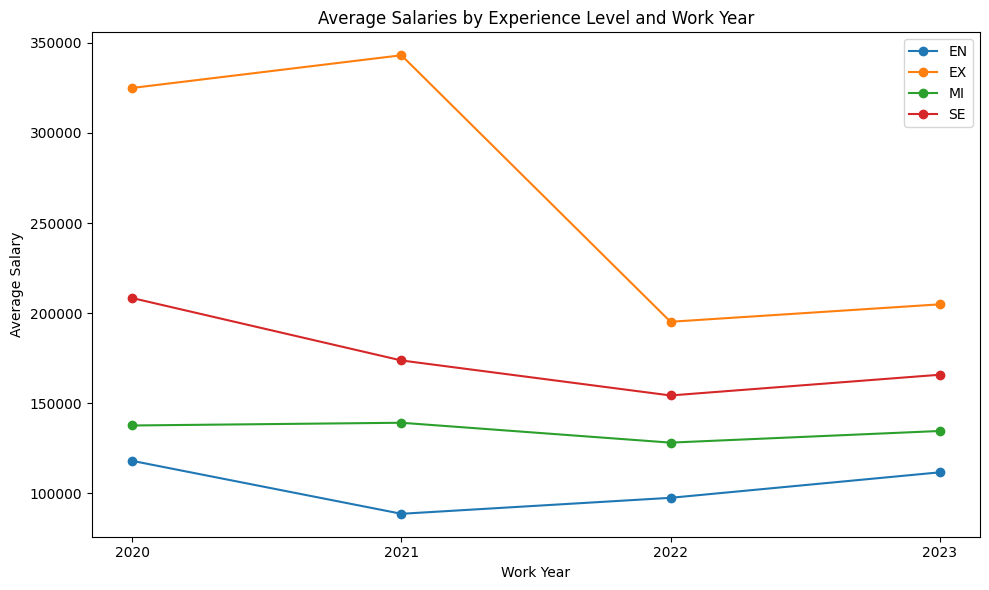 Average Salaries by Experience Level and Work Year
350000
300000
250000
200000
150000
100000
Average Salary
EN
EX
MI
SE
2020 2021 2022 2023
Work Year